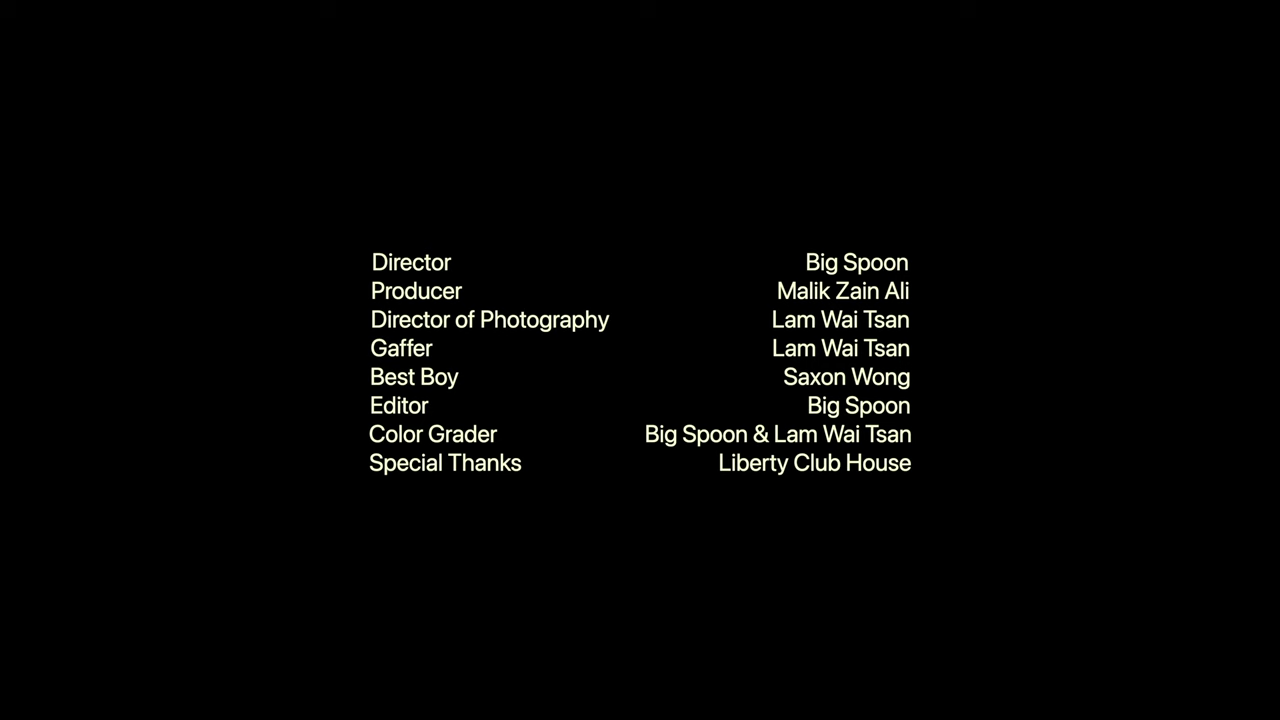 Director Big Spoon
Producer Malik Zain Ali
Director of Photography Lam Wai Tsan
Gaffer Lam Wai Tsan
Best Boy Saxon Wong
Editor Big Spoon
Color Grader Big Spoon & Lam Wai Tsan
Special Thanks Liberty Club House